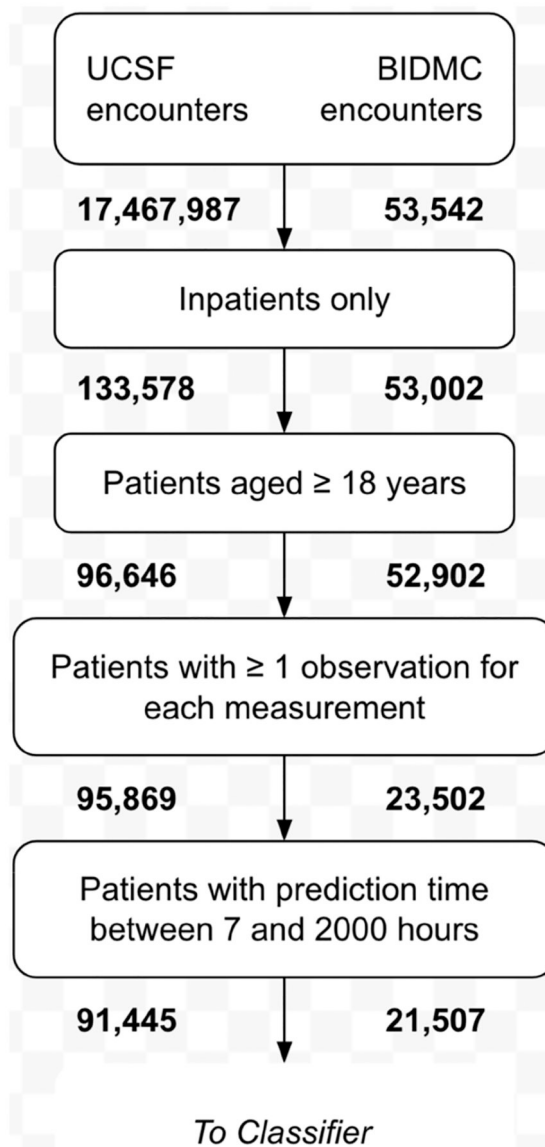 UCSF BIDMC
encounters encounters
17,467,987 53,542
Inpatients only
133,578 53,002
Patients aged ≥ 18 years
96,646 52,902
Patients with ≥ 1 observation for
each measurement
95,869 23,502
Patients with prediction time
between 7 and 2000 hours
91,445 21,507
To Classifier